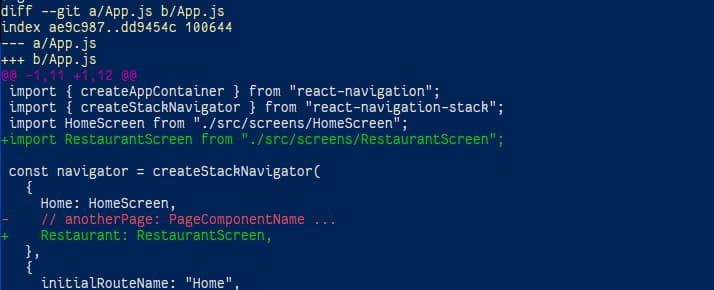 diff --git a/App.js b/App.js
index ae9c987..dd9454c 100644
--- a/App.js
+++ b/App.js
@@ -1,11 +1,12 @@
 import { createAppContainer } from "react-navigation";
 import { createStackNavigator } from "react-navigation-stack";
 import HomeScreen from "./src/screens/HomeScreen";
+import RestaurantScreen from "./src/screens/RestaurantScreen";
 const navigator = createStackNavigator(
   {
     Home: HomeScreen,
-    // anotherPage: PageComponentName ...
+    Restaurant: RestaurantScreen,
   },
   {
     initialRouteName: "Home",